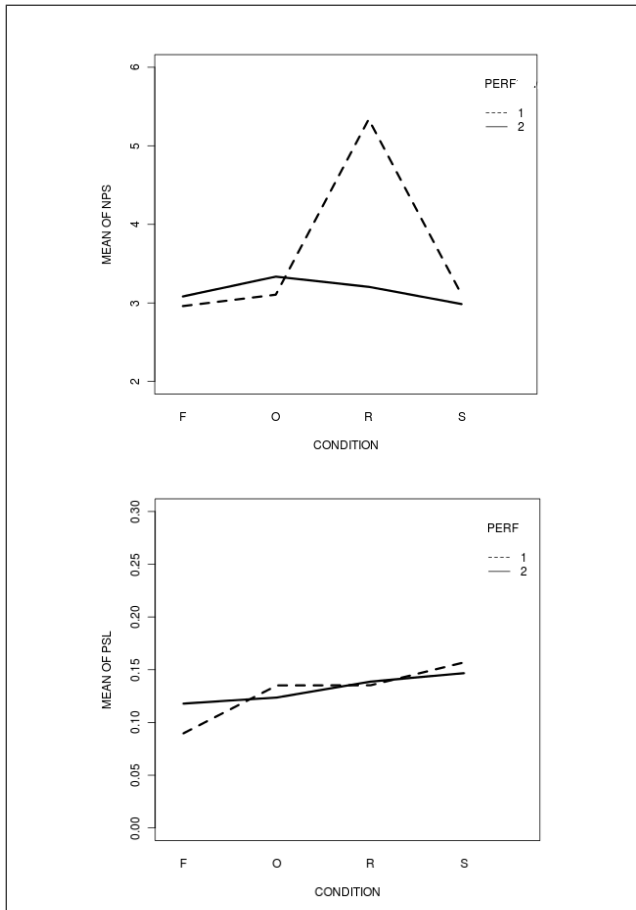 PERF
1
2
6
5
4
3
2
MEAN OF NPS
F O R S
CONDITION
PERF
1
2
0.30
0.25
0.20
0.15
0.10
0.05
0.00
MEAN OF PSL
F O R S
CONDITION